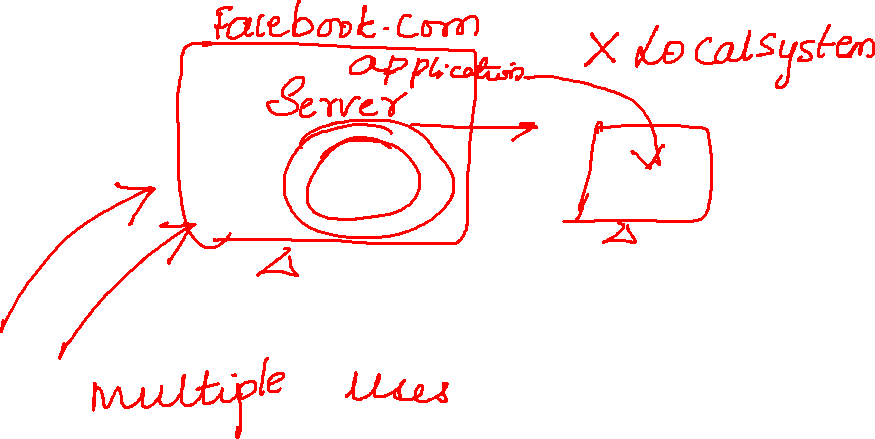 Facebook.com
X Localsystem
application
Server
Multiple uses